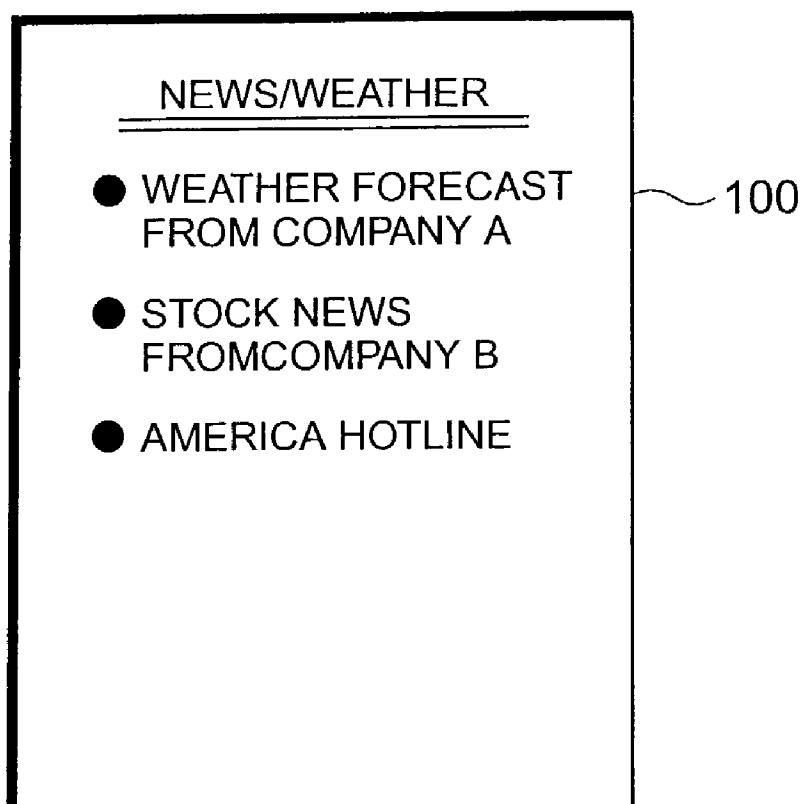 NEWS/WEATHER
● WEATHER FORECAST
FROM COMPANY A
100
● STOCK NEWS
FROMCOMPANY B
● AMERICA HOTLINE